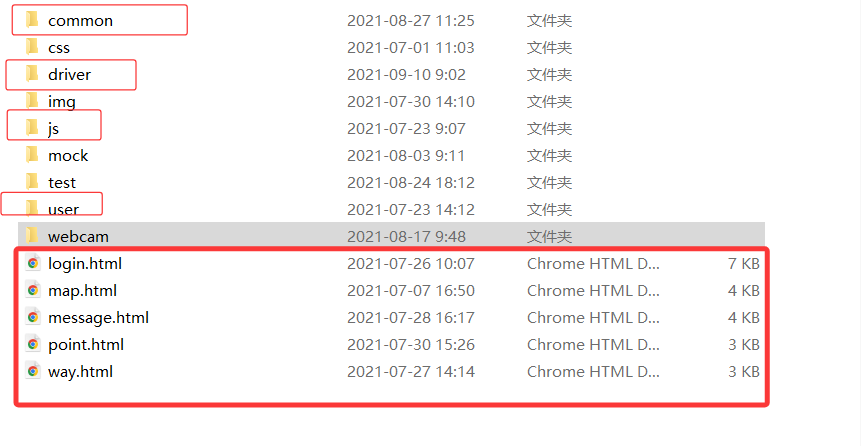 common 2021-08-27 11:25 文件夹
css 2021-07-01 11:03 文件夹
driver 2021-09-10 9:02 文件夹
img 2021-07-30 14:10 文件夹
js 2021-07-23 9:07 文件夹
mock 2021-08-03 9:11 文件夹
test 2021-08-24 18:12 文件夹
user 2021-07-23 14:12 文件夹
webcam 2021-08-17 9:48 文件夹
login.html 2021-07-26 10:07 Chrome HTML D... 7 KB
map.html 2021-07-07 16:50 Chrome HTML D... 4 KB
message.html 2021-07-28 16:17 Chrome HTML D... 4 KB
point.html 2021-07-30 15:26 Chrome HTML D... 3 KB
way.html 2021-07-27 14:14 Chrome HTML D... 3 KB